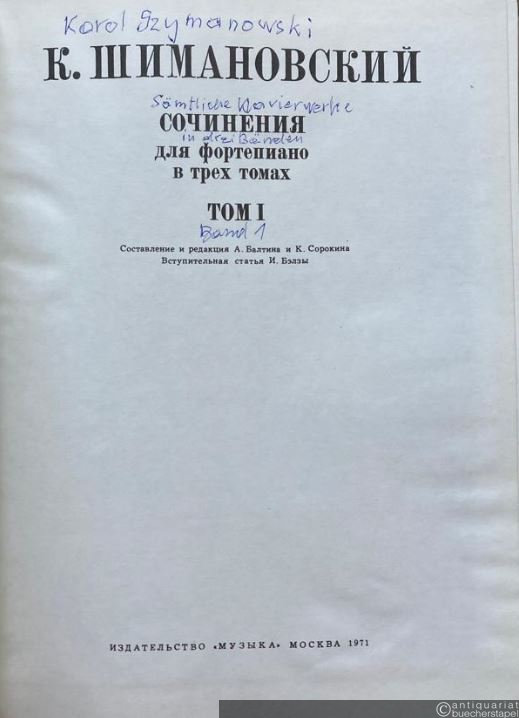 Karol Szymanowski
К. ШИМАНОВСКИЙ
Sämtliche Klavierwerke
СОЧИНЕНИЯ
in drei Bänden
для фортепиано
в трех томах
ТОМ I
Band 1
Составление и редакция А. Балтина и К. Сорокина
Вступительная статья И. Бэлзы
ИЗДАТЕЛЬСТВО «МУЗЫКА» МОСКВА 1971
©antiquariat
buecherstapel